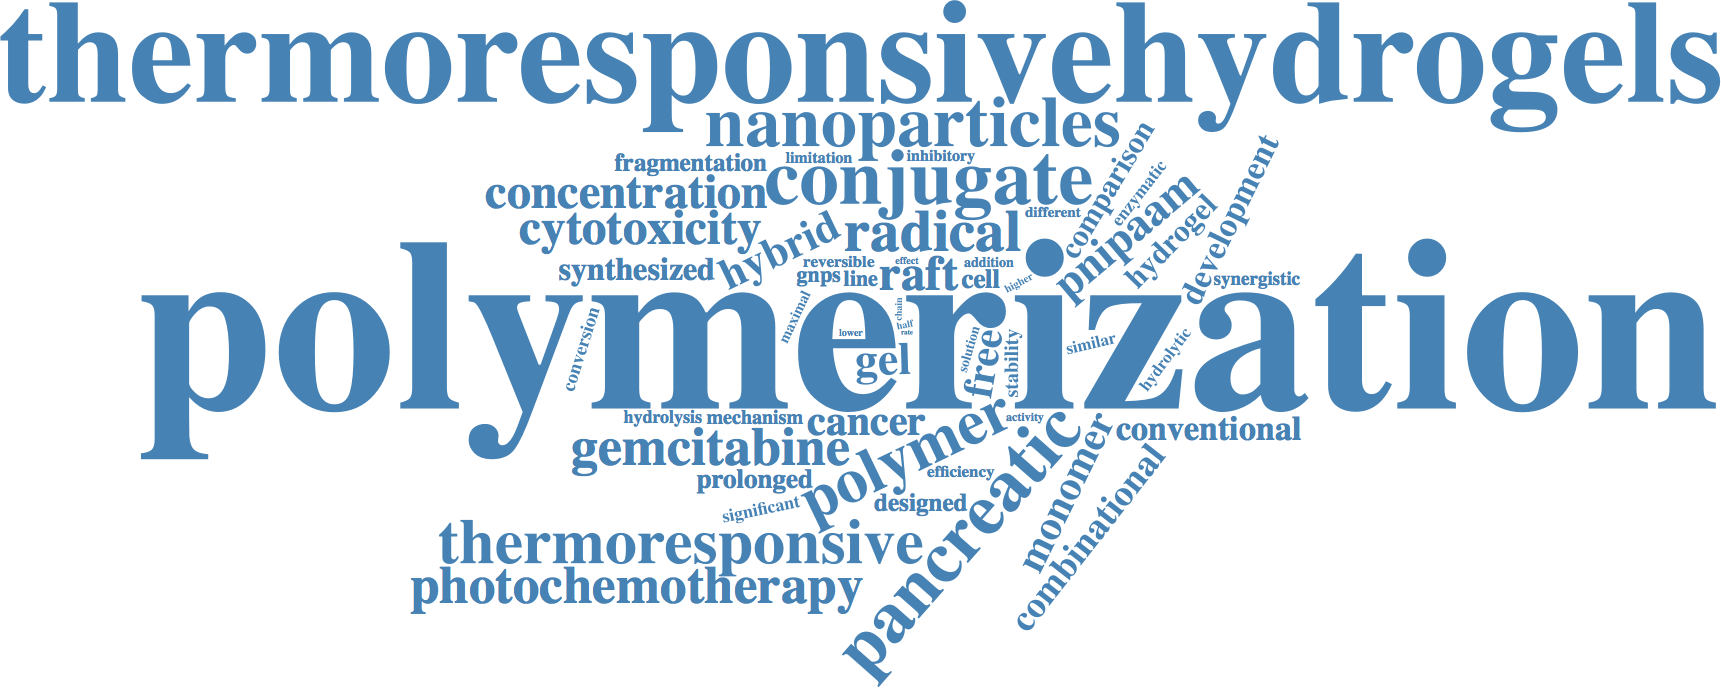 thermoresponsivehydrogels
nanoparticles
fragmentation
limitation
inhibitory
comparison
enzymatic
development
concentration
conjugate
different
pnipaam
hydrogel
cytotoxicity
hybrid
radical
synthesized
reversible
effect
addition
gnps
line
raft
cell
higher
synergistic
polymerization
conversion
maximal
lower
chain
half
rate
gel
solution
free
stability
similar
hydrolytic
hydrolysis
mechanism
cancer
polymer
activity
pancreatic
monomer
conventional
gemcitabine
prolonged
efficiency
combinational
significant
designed
thermoresponsive
photochemotherapy